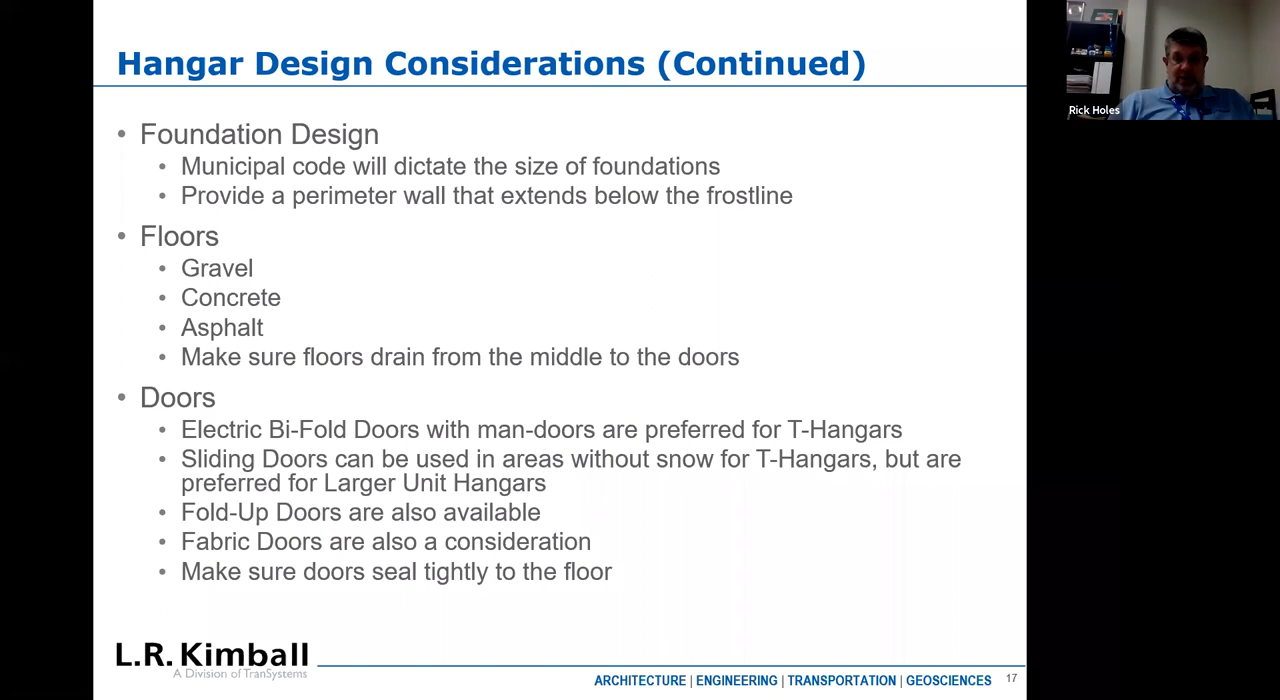 Hangar Design Considerations (Continued)
• Foundation Design
• Municipal code will dictate the size of foundations
• Provide a perimeter wall that extends below the frostline
• Floors
• Gravel
• Concrete
• Asphalt
• Make sure floors drain from the middle to the doors
• Doors
• Electric Bi-Fold Doors with man-doors are preferred for T-Hangars
• Sliding Doors can be used in areas without snow for T-Hangars, but are
preferred for Larger Unit Hangars
• Fold-Up Doors are also available
• Fabric Doors are also a consideration
• Make sure doors seal tightly to the floor
L.R. Kimball
A Division of TranSystems
ARCHITECTURE | ENGINEERING | TRANSPORTATION | GEOSCIENCES 17
Rick Holes